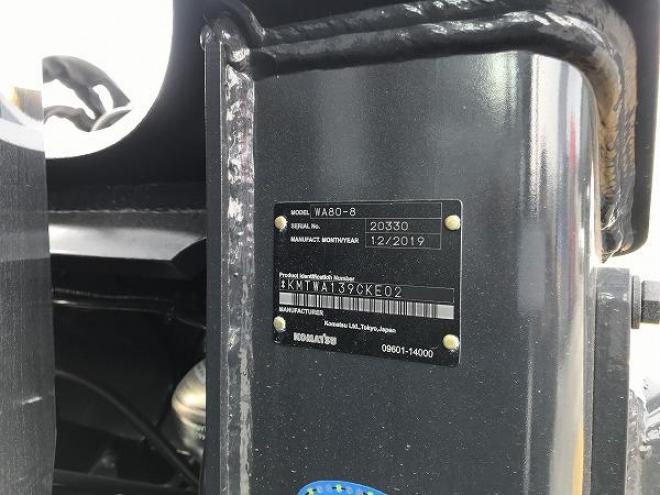 MODEL WA80-8
SERIAL No. 20330
MANUFACT. MONTH/YEAR 12/2019
Product Identification Number
*KMTWA139CKE02
MANUFACTURER
Komatsu Ltd.,Tokyo,Japan
KOMATSU 09601-14000